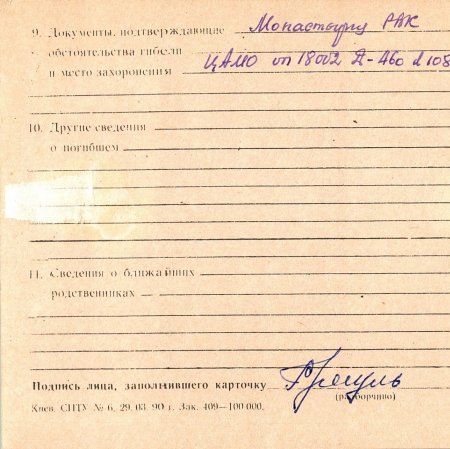 9. Документы, подтверждающие Монастырищ РВК
обстоятельства гибели ЦАМО оп 18002 д-460 л 108
и место захоронения
10. Другие сведения
о погибшем
11. Сведения о ближайших
родственниках
Подпись лица, заполнившего карточку
(разборчиво)
Киев. СПТУ № 6, 29. 03. 90 г. Зак. 409—100 000.